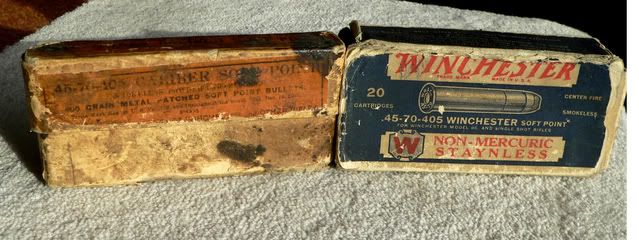 .45-70-405 CALIBER SOFT POINT
GRAIN METAL PATCHED SOFT POINT BULLETS
WINCHESTER
TRADE MARK MADE IN U.S.A.
20
CARTRIDGES
CENTER FIRE
SMOKELESS
.45-70-405 WINCHESTER SOFT POINT
FOR WINCHESTER MODEL 86 AND SINGLE SHOT RIFLES
W
NON-MERCURIC
STAYNLESS